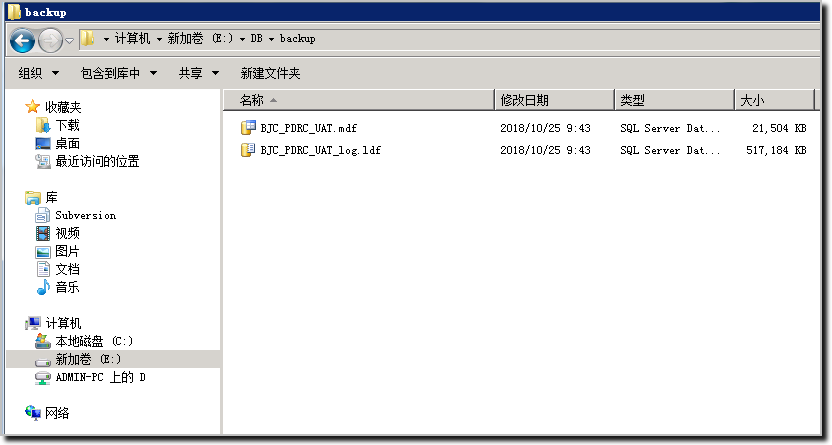 backup
计算机 新加卷 (E:) DB backup
组织 包含到库中 共享 新建文件夹
名称 修改日期 类型 大小
BJC_PDRC_UAT.mdf 2018/10/25 9:43 SQL Server Dat... 21,504 KB
BJC_PDRC_UAT_log.ldf 2018/10/25 9:43 SQL Server Dat... 517,184 KB
收藏夹
下载
桌面
最近访问的位置
库
Subversion
视频
图片
文档
音乐
计算机
本地磁盘 (C:)
新加卷 (E:)
ADMIN-PC 上的 D
网络